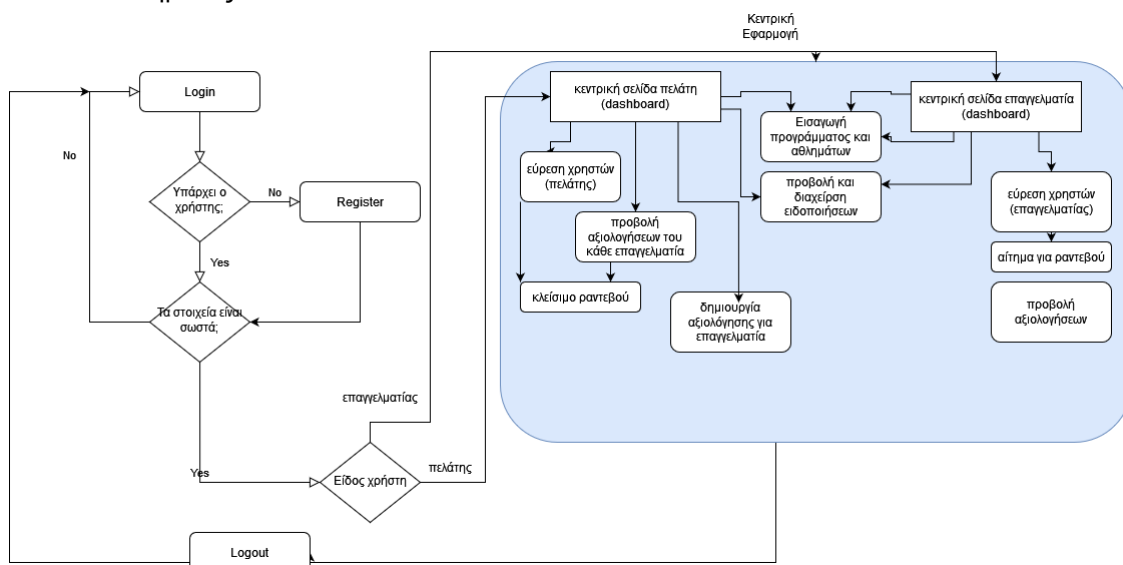 Κεντρική
Εφαρμογή
Login
No
Υπάρχει ο
χρήστης;
No
Register
Yes
Τα στοιχεία είναι
σωστά;
Yes
επαγγελματίας
Είδος χρήστη
πελάτης
Logout
κεντρική σελίδα πελάτη
(dashboard)
κεντρική σελίδα επαγγελματία
(dashboard)
Εισαγωγή
προγράμματος και
αθλημάτων
εύρεση χρηστών
(πελάτης)
προβολή και
διαχείρση
ειδοποιήσεων
εύρεση χρηστών
(επαγγελματίας)
προβολή
αξιολογήσεων του
κάθε επαγγελματία
αίτημα για ραντεβού
κλείσιμο ραντεβού
δημιουργία
αξιολόγησης για
επαγγελματία
προβολή
αξιολογήσεων